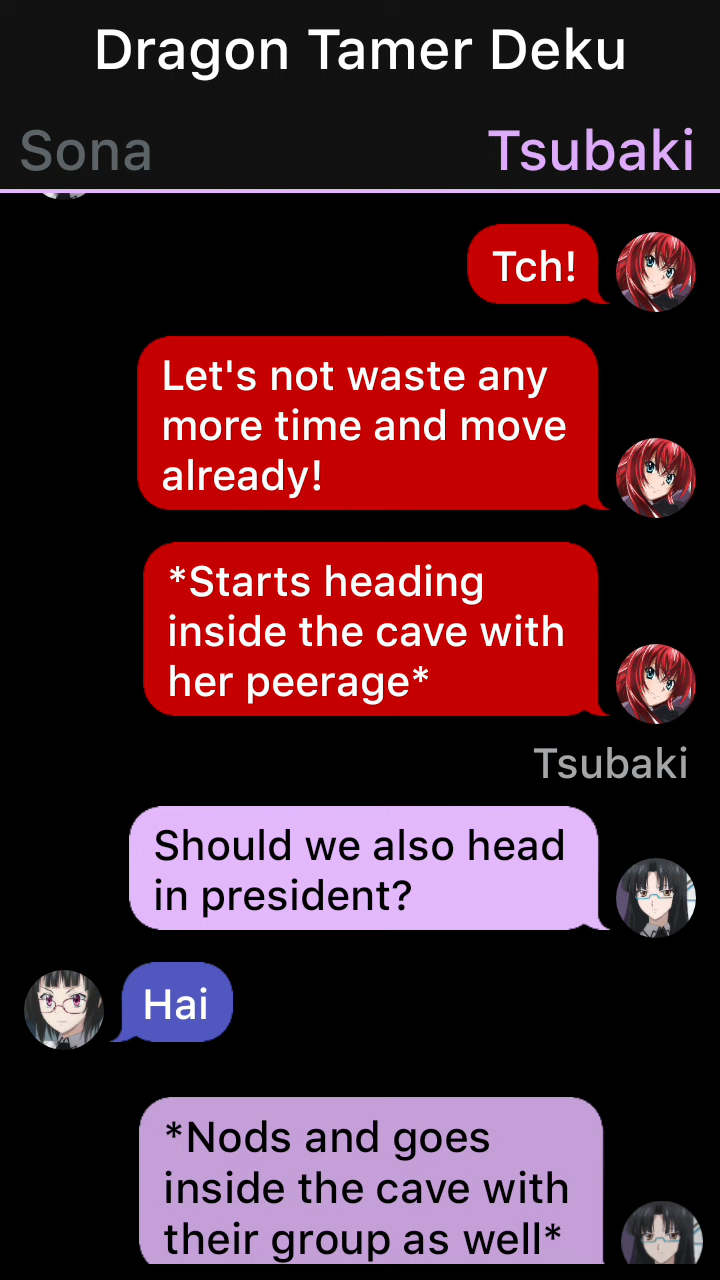 Dragon Tamer Deku
Sona
Tsubaki
Tch!
Let's not waste any
more time and move
already!
*Starts heading
inside the cave with
her peerage*
Tsubaki
Should we also head
in president?
Hai
*Nods and goes
inside the cave with
their group as well*